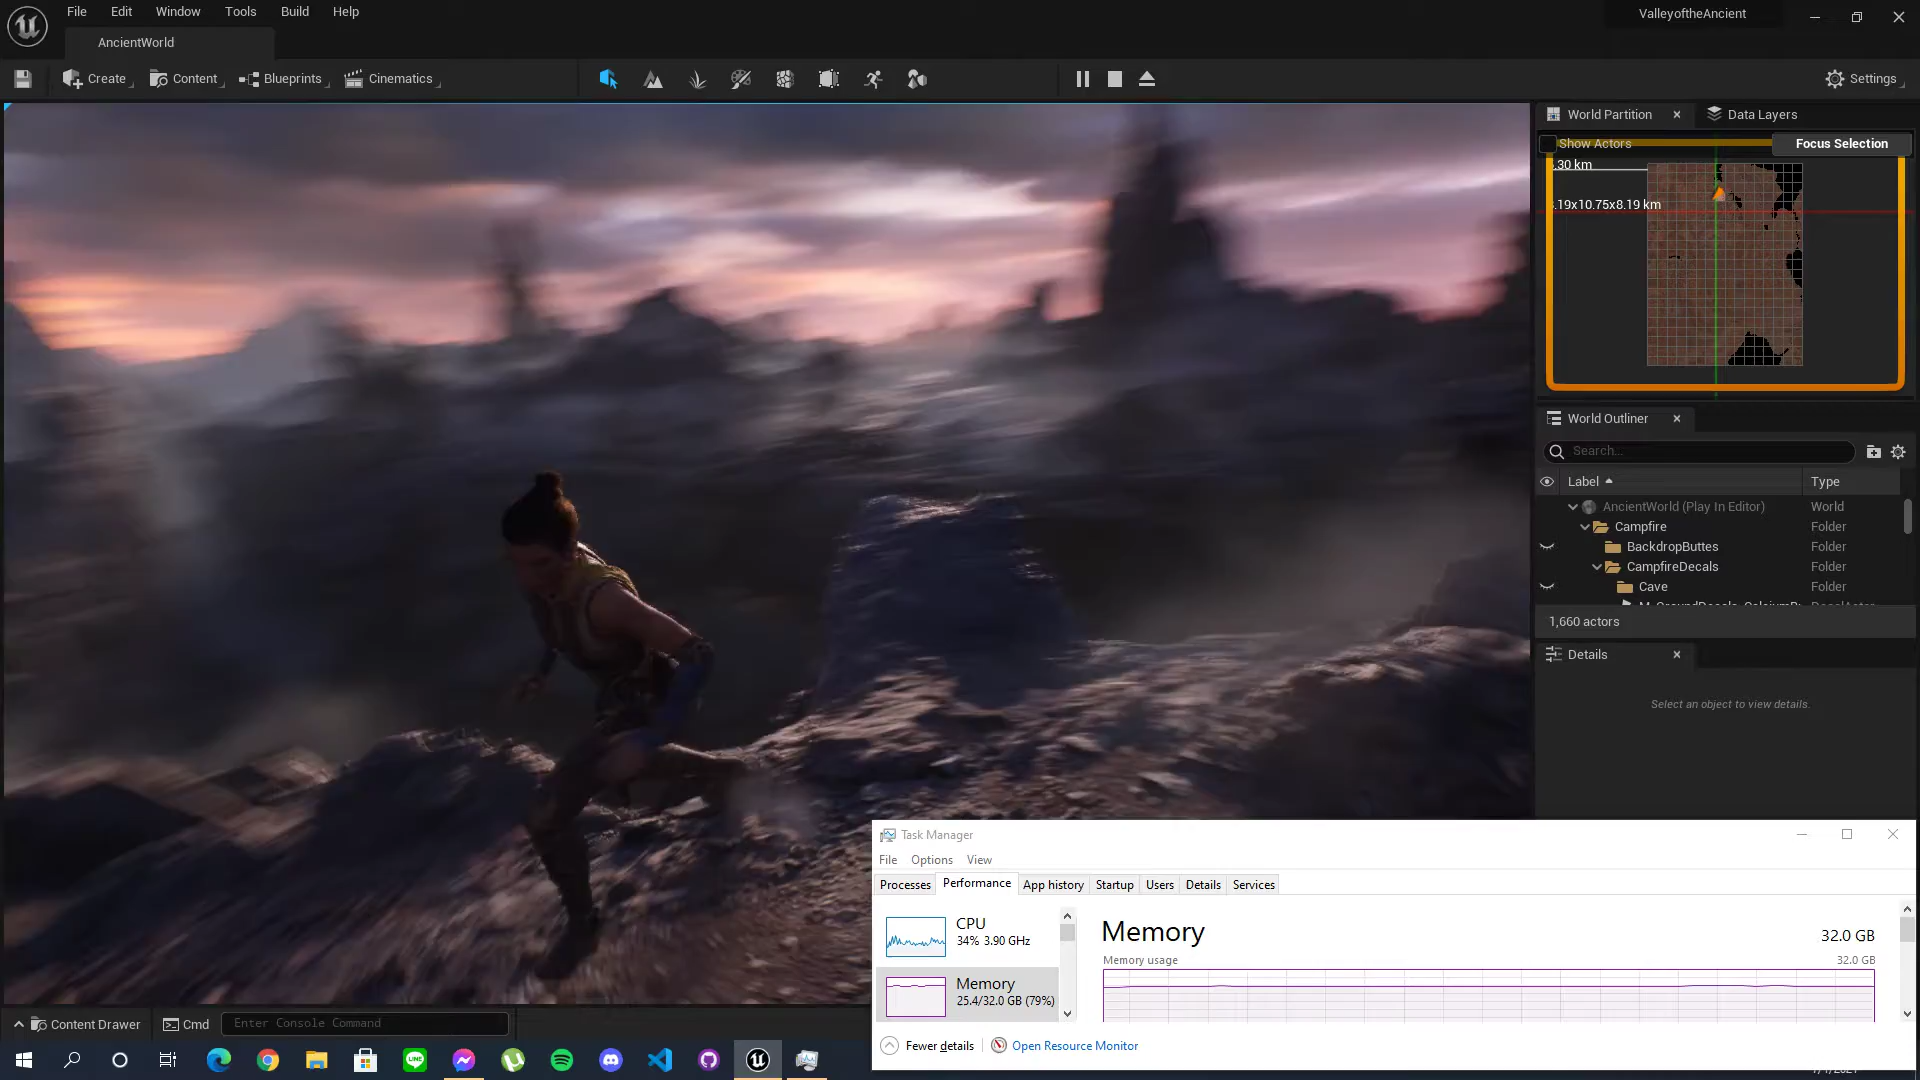 File Edit Window Tools Build Help
ValleyoftheAncient
AncientWorld
Create Content Blueprints Cinematics
Settings
World Partition
Data Layers
Show Actors
Focus Selection
.30 km
.19x10.75x8.19 km
World Outliner
Search...
Label Type
AncientWorld (Play In Editor) World
Campfire Folder
BackdropButtes Folder
CampfireDecals Folder
Cave Folder
1,660 actors
Details
Select an object to view details.
Task Manager
File Options View
Processes Performance App history Startup Users Details Services
CPU
34% 3.90 GHz
Memory
25.4/32.0 GB (79%)
Memory 32.0 GB
Memory usage 32.0 GB
Fewer details Open Resource Monitor
Content Drawer Cmd Enter Console Command
LINE